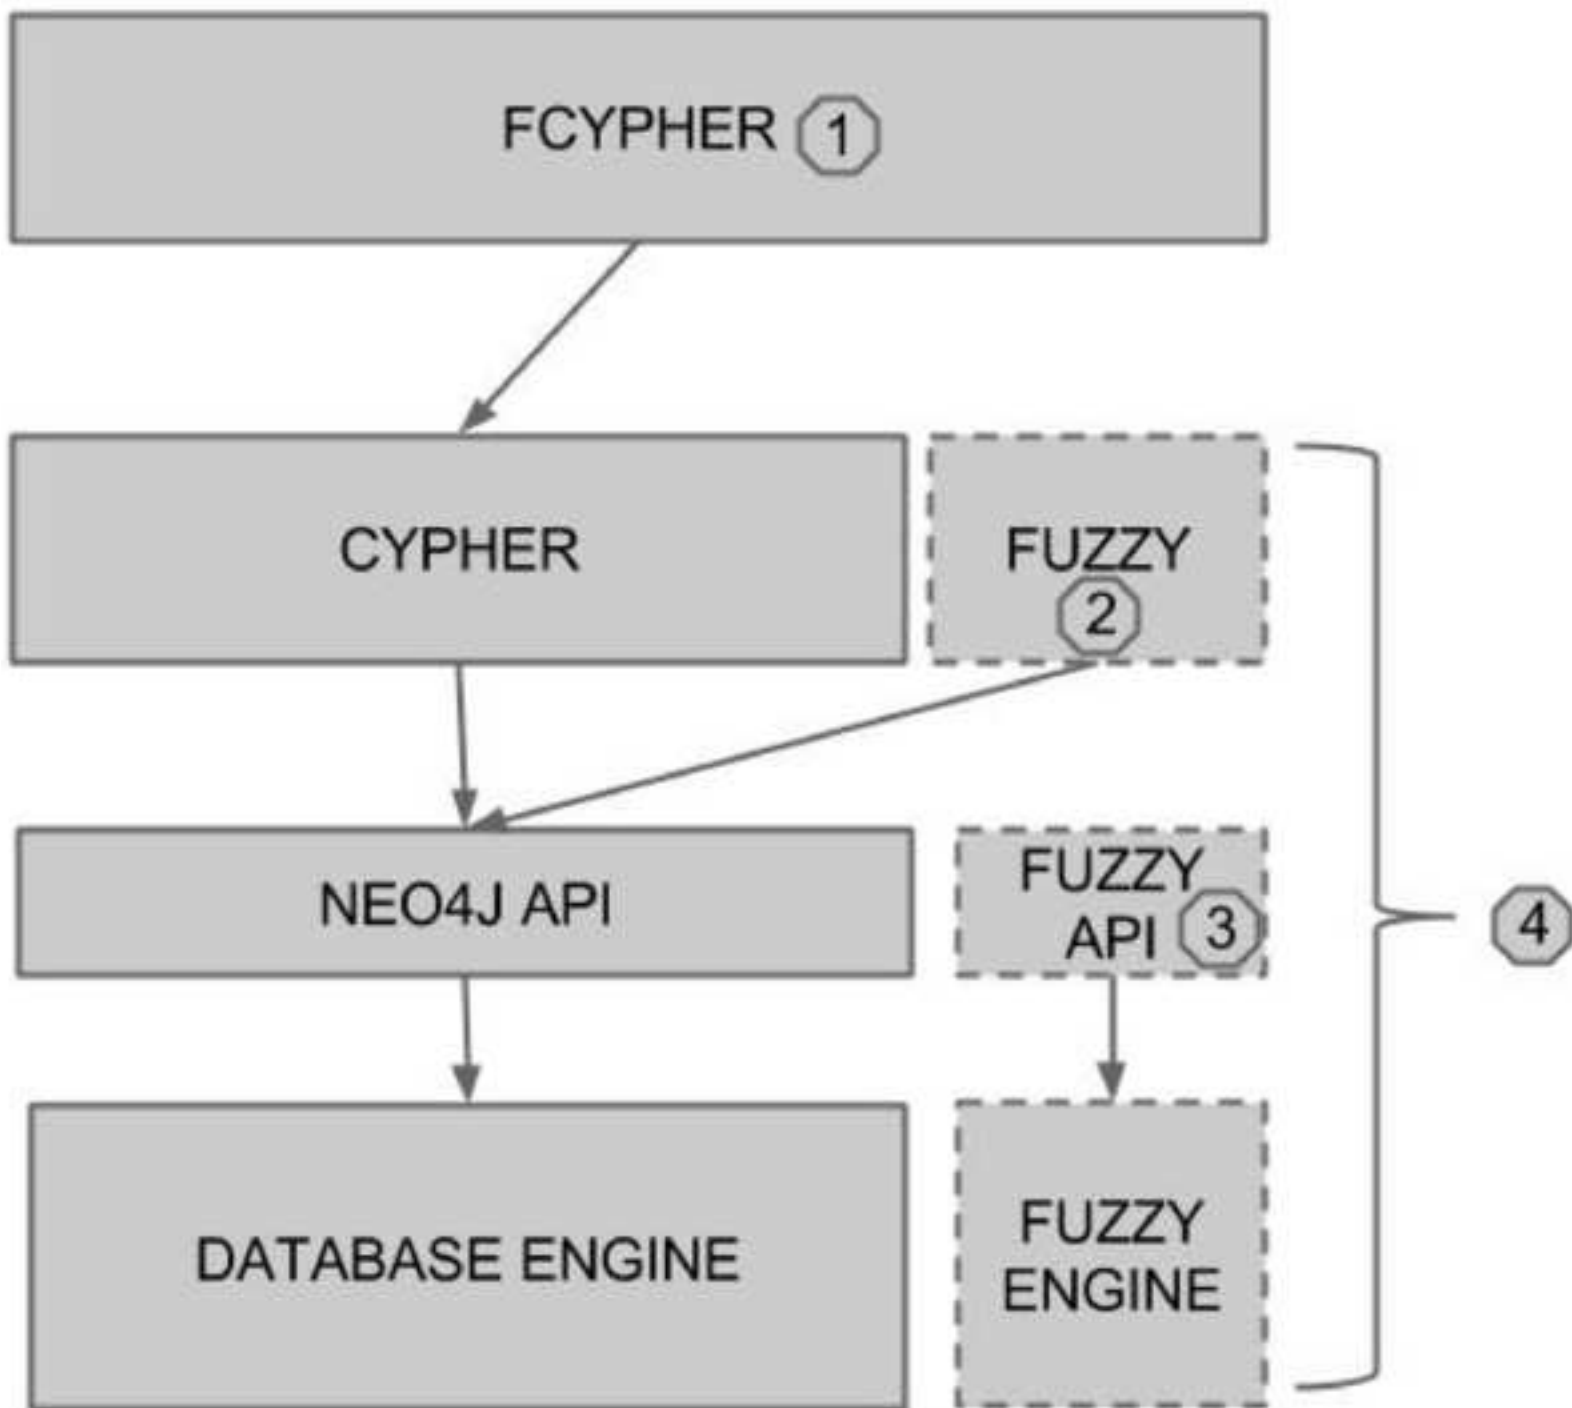 FCYPHER 1
CYPHER
FUZZY
2
NEO4J API
FUZZY
API 3
4
DATABASE ENGINE
FUZZY
ENGINE